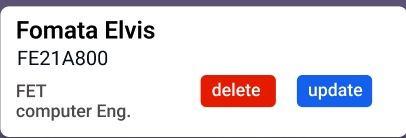 Fomata Elvis
FE21A800
FET
computer Eng.
delete
update